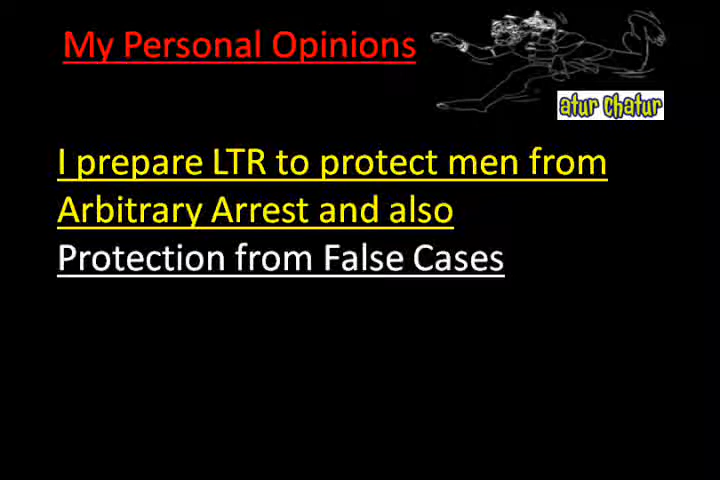 My Personal Opinions
atur chatur
I prepare LTR to protect men from
Arbitrary Arrest and also
Protection from False Cases